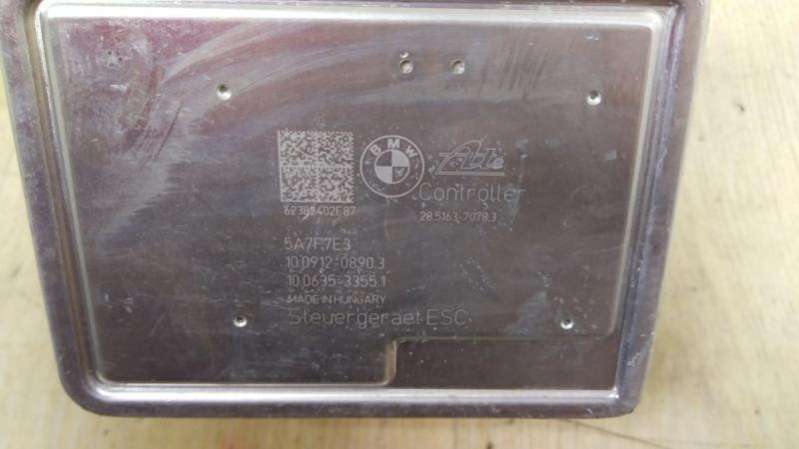 BMW
Ate
Controller
28.5163-7078.3
62382402E87
5A7F7E3
10.0912-0890.3
10.0635-3355.1
MADE IN HUNGARY
Steuergeraet ESC